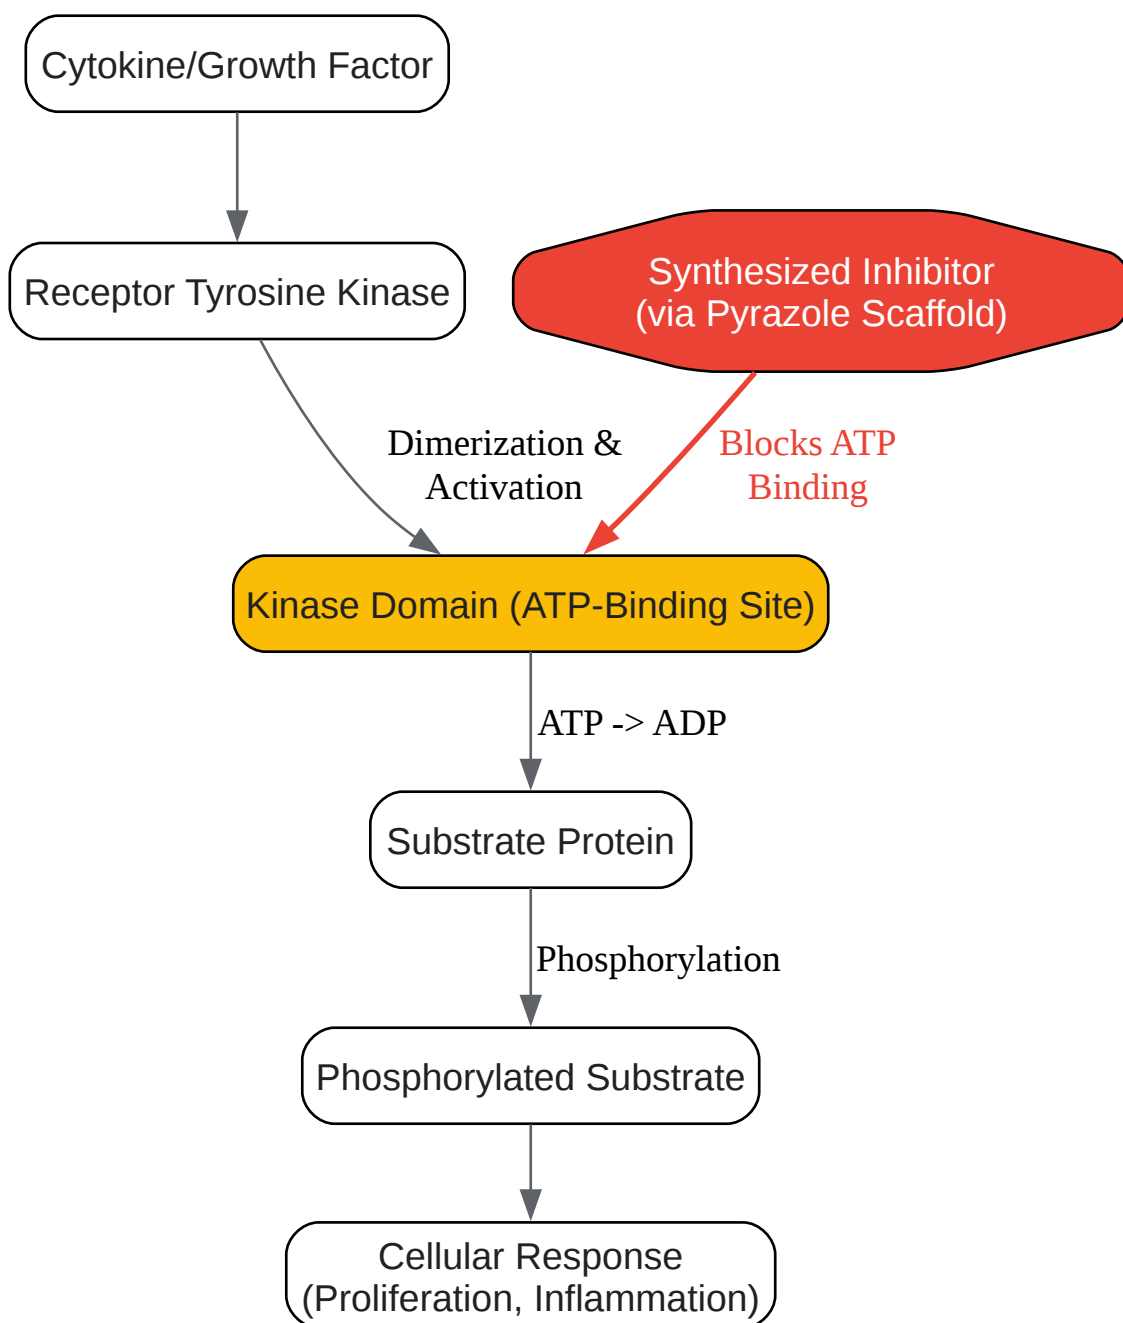 Cytokine/Growth Factor
Receptor Tyrosine Kinase
Synthesized Inhibitor
(via Pyrazole Scaffold)
Dimerization &
Activation
Blocks ATP
Binding
Kinase Domain (ATP-Binding Site)
ATP -> ADP
Substrate Protein
Phosphorylation
Phosphorylated Substrate
Cellular Response
(Proliferation, Inflammation)